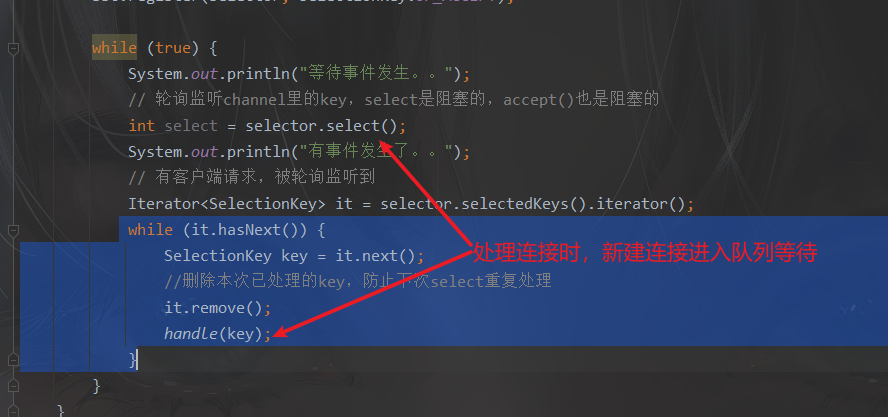 while (true) {
System.out.println("等待事件发生。。");
// 轮询监听channel里的key，select是阻塞的，accept()也是阻塞的
int select = selector.select();
System.out.println("有事件发生了。。");
// 有客户端请求，被轮询监听到
Iterator<SelectionKey> it = selector.selectedKeys().iterator();
while (it.hasNext()) {
SelectionKey key = it.next();
处理连接时，新建连接进入队列等待
//删除本次已处理的key，防止下次select重复处理
it.remove();
handle(key);
}
}
}